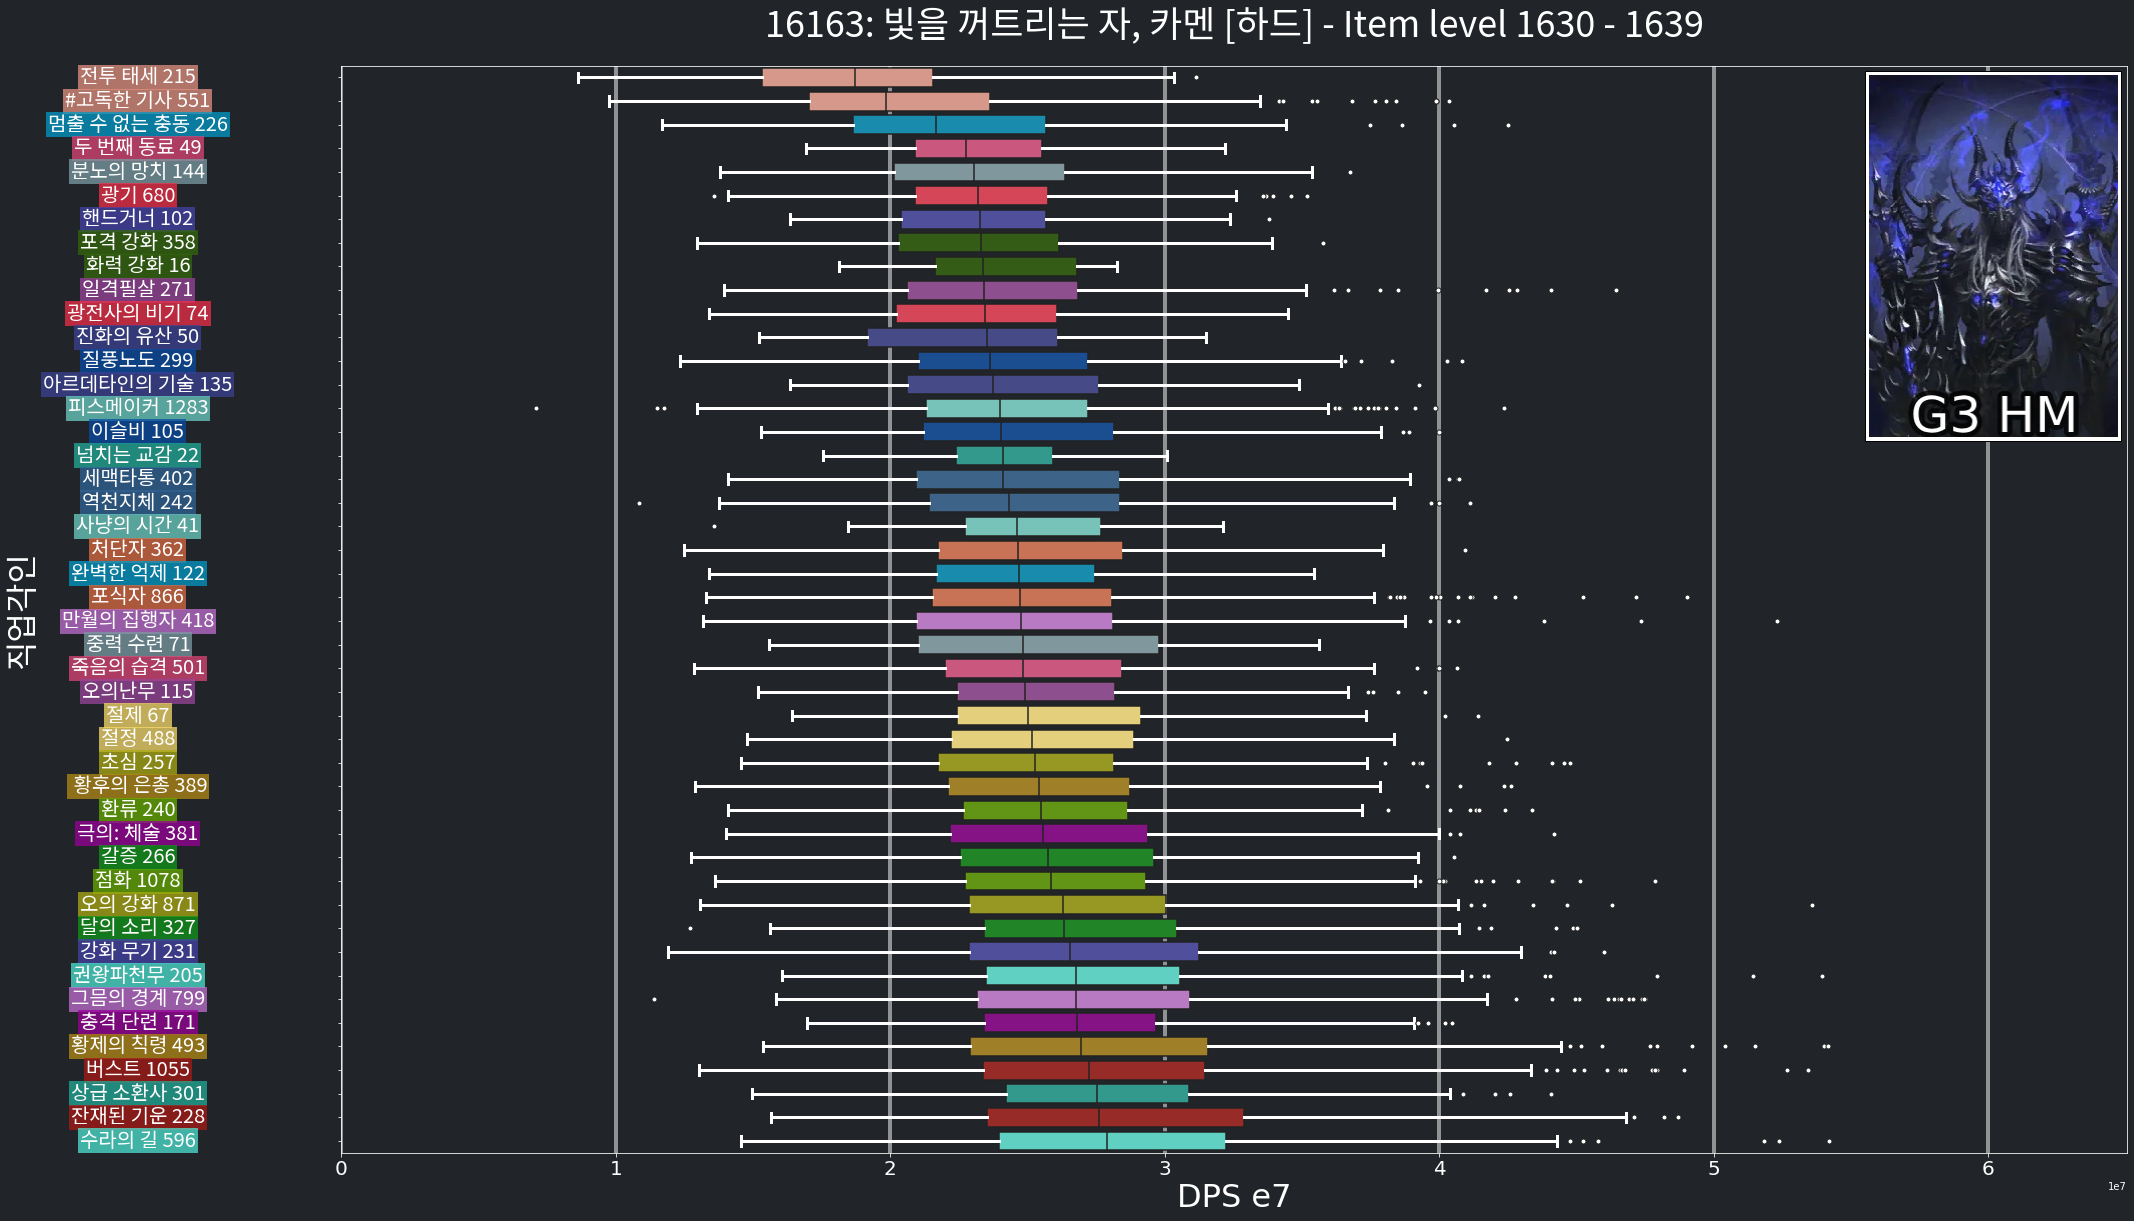 16163: 빛을 꺼트리는 자, 카멘 [하드] - Item level 1630 - 1639
직업각인
전투 태세 215
#고독한 기사 551
멈출 수 없는 충동 226
두 번째 동료 49
분노의 망치 144
광기 680
핸드거너 102
포격 강화 358
화력 강화 16
일격필살 271
광전사의 비기 74
진화의 유산 50
질풍노도 299
아르데타인의 기술 135
피스메이커 1283
이슬비 105
넘치는 교감 22
세맥타통 402
역천지체 242
사냥의 시간 41
처단자 362
완벽한 억제 122
포식자 866
만월의 집행자 418
중력 수련 71
죽음의 습격 501
오의난무 115
절제 67
절정 488
초심 257
황후의 은총 389
환류 240
극의: 체술 381
갈증 266
점화 1078
오의 강화 871
달의 소리 327
강화 무기 231
권왕파천무 205
그믐의 경계 799
충격 단련 171
황제의 칙령 493
버스트 1055
상급 소환사 301
잔재된 기운 228
수라의 길 596
G3 HM
0 1 2 3 4 5 6
DPS e7
1e7